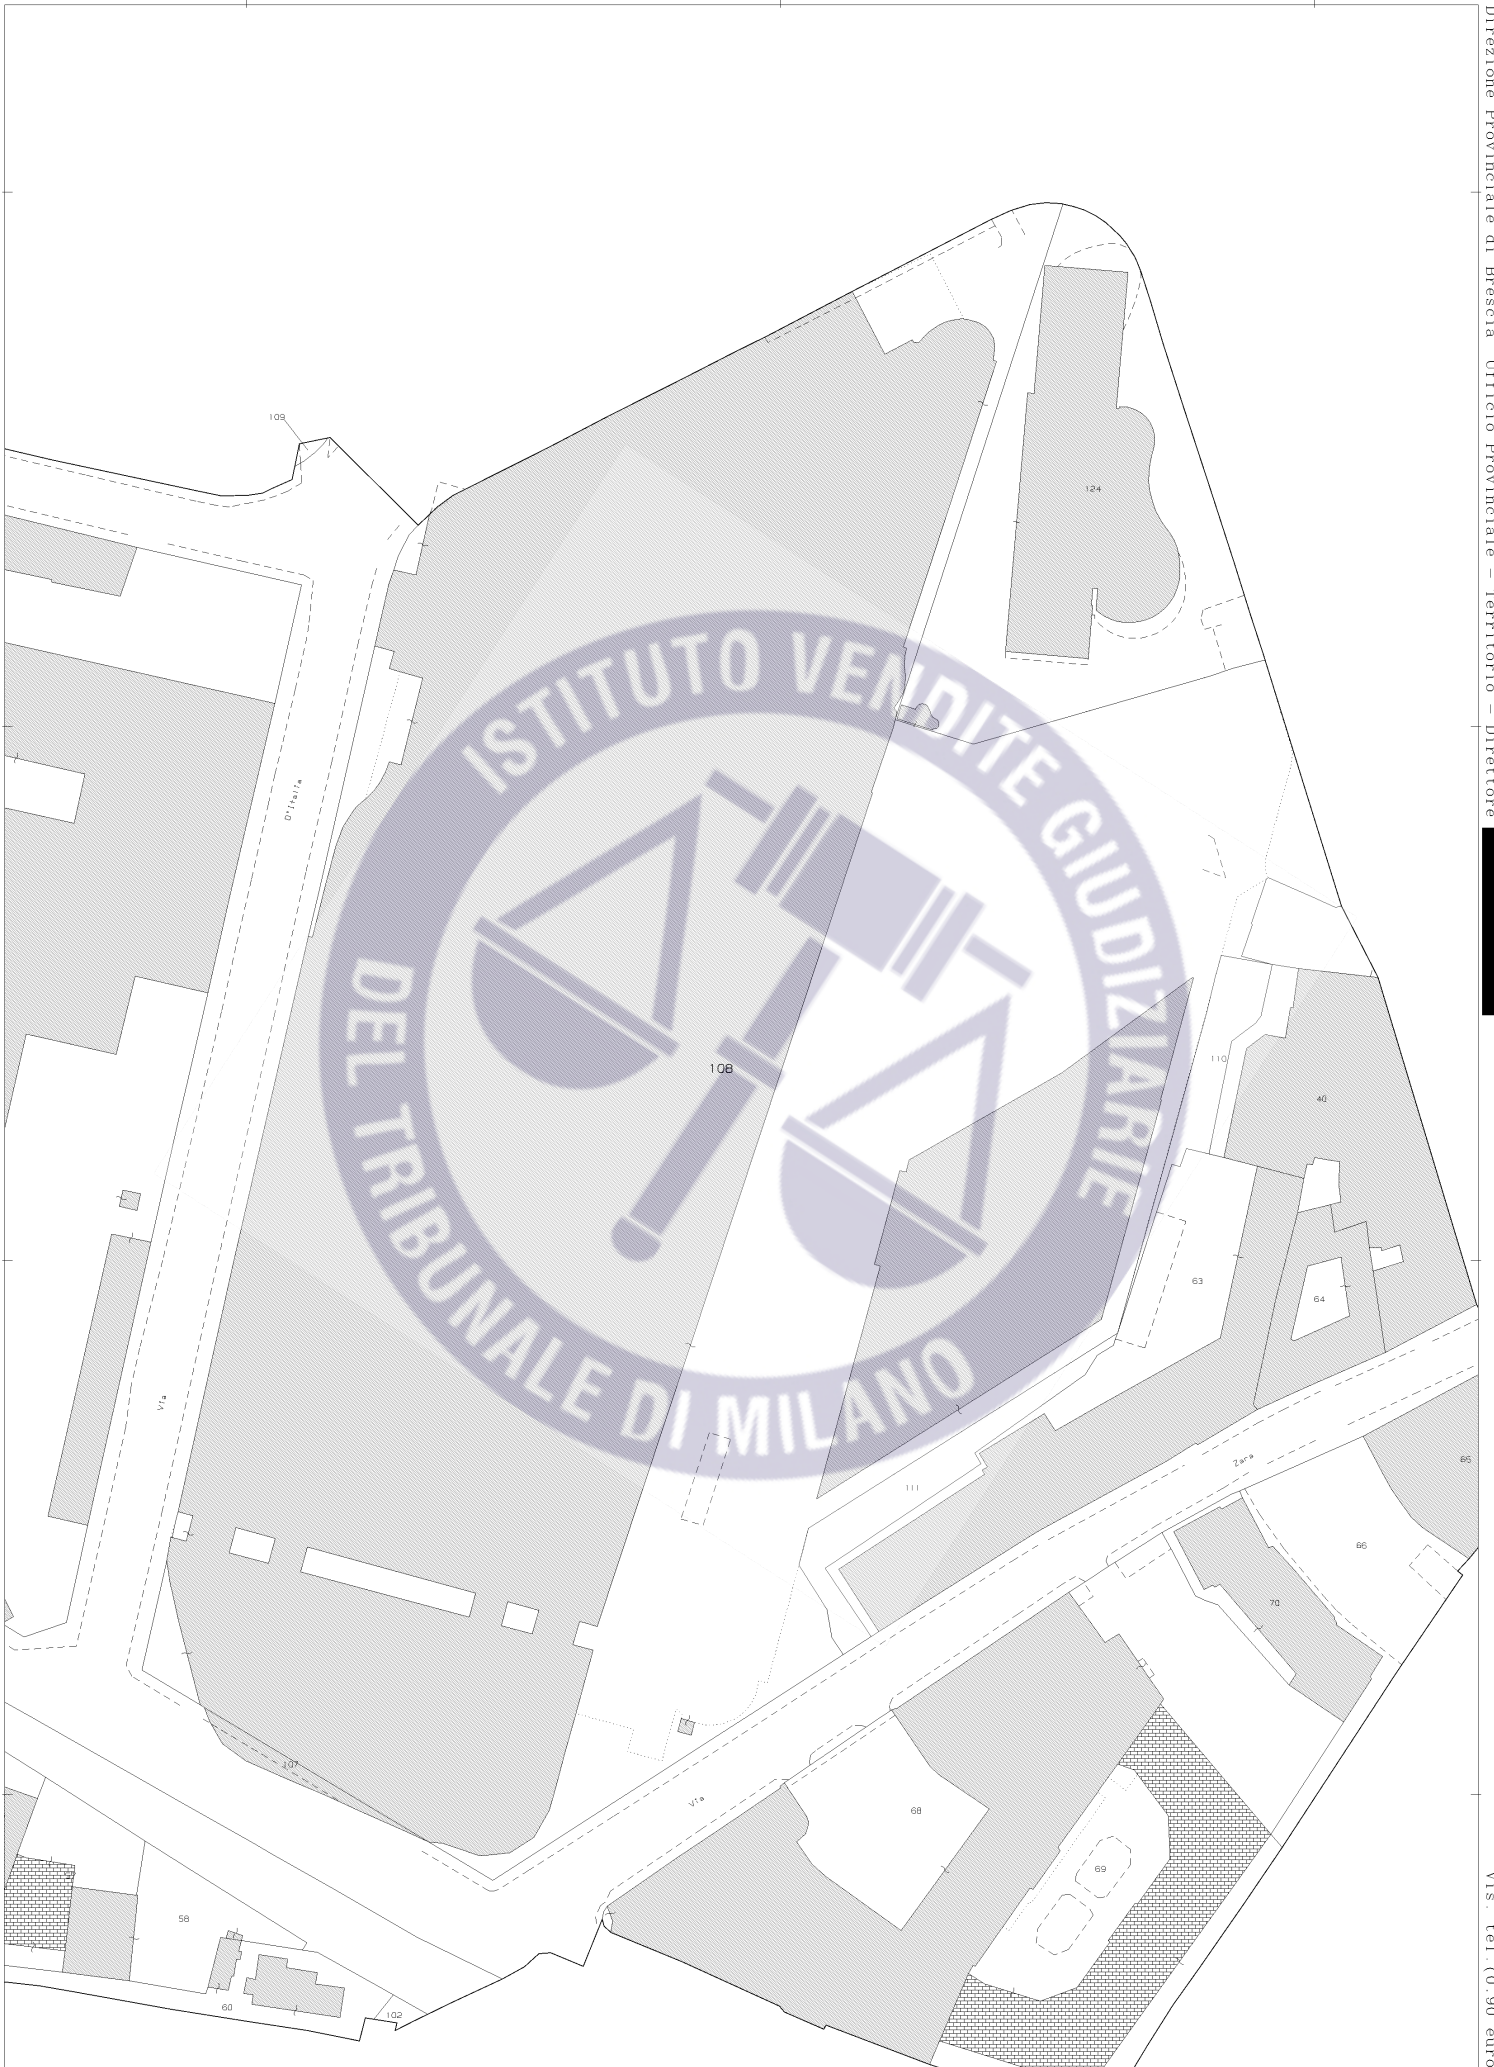 Direzione Provinciale di Brescia Ufficio Provinciale - Territorio - Direttore
Vis. tel. (0.90 euro
109
124
D'Italia
ISTITUTO VENDITE GIUDIZIARIE
DEL TRIBUNALE DI MILANO
108
110
40
63
64
Via
Zara
65
111
66
70
107
Via
68
69
58
60
102